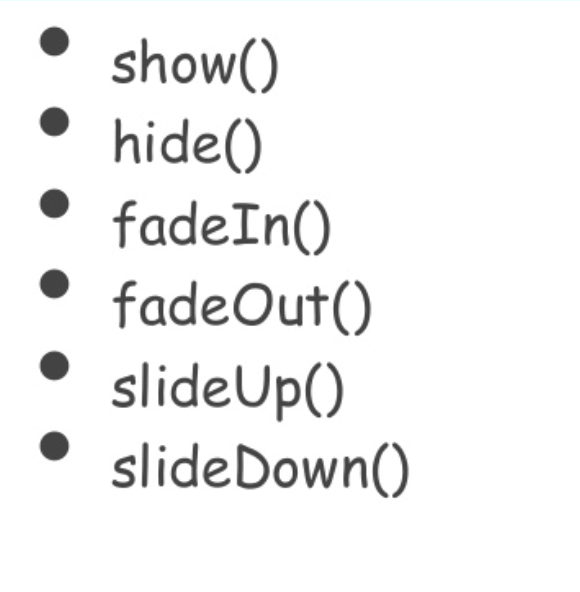 • show()
• hide()
• fadeIn()
• fadeOut()
• slideUp()
• slideDown()